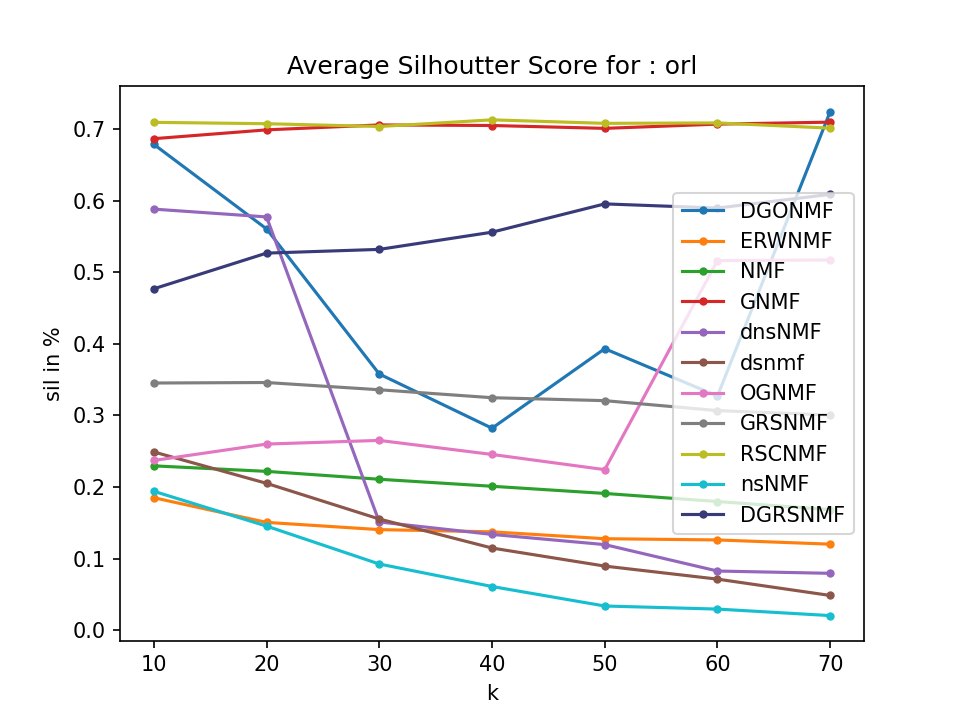 Average Silhoutter Score for : orl
0.7
0.6
0.5
0.4
0.3
0.2
0.1
0.0
sil in %
DGONMF
ERWNMF
NMF
GNMF
dnsNMF
dsnmf
OGNMF
GRSNMF
RSCNMF
nsNMF
DGRSNMF
10 20 30 40 50 60 70
k